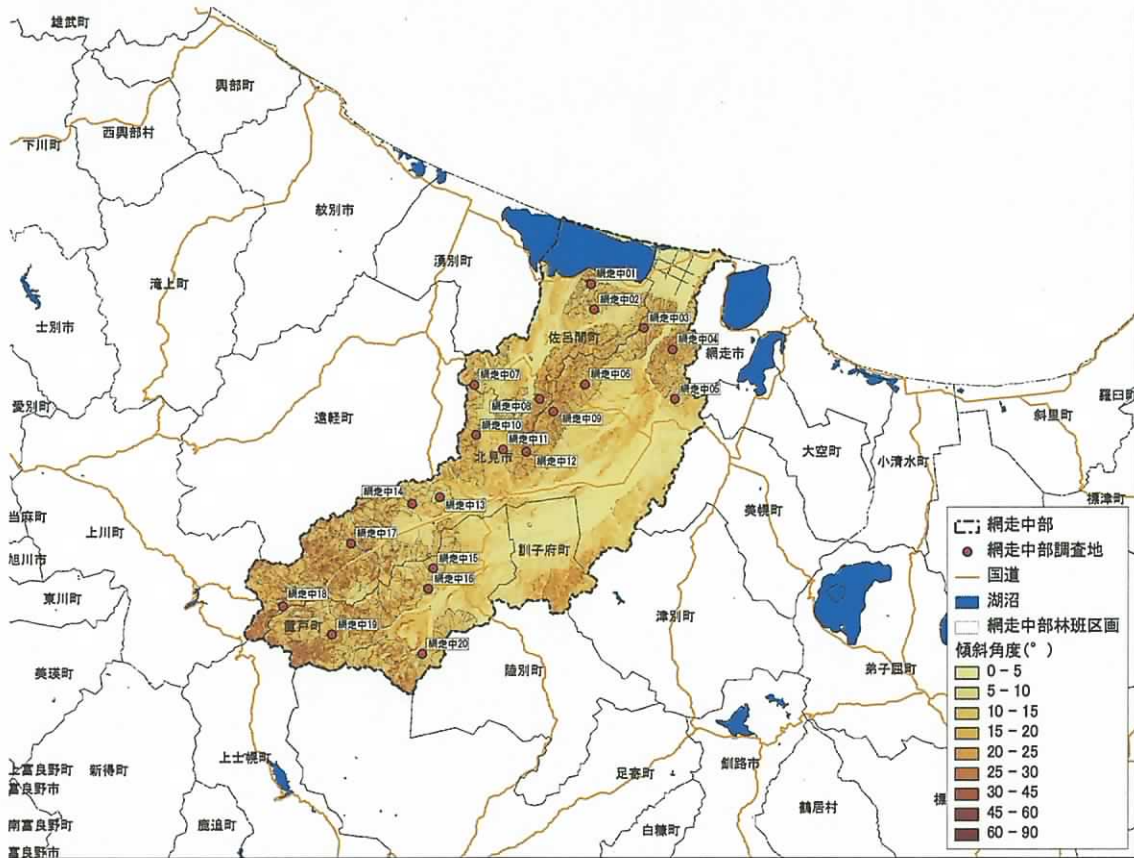 雄武町
興部町
西興部村
下川町
紋別市
湧別町
滝上町
士別市
網走中01
網走中02
網走中03
佐呂間町
網走中04
網走市
網走中07
網走中06
網走中05
網走中08
網走中09
愛別町
遠軽町
網走中10
網走中11
北見市
網走中12
大空町
小清水町
斜里町
羅臼町
標津町
網走中14
網走中13
美幌町
当麻町
上川町
旭川市
網走中17
訓子府町
網走中15
網走中16
東川町
網走中18
置戸町
網走中19
網走中20
津別町
陸別町
弟子屈町
美瑛町
上士幌町
上富良野町
新得町
富良野市
足寄町
釧路市
鶴居村
南富良野町
鹿追町
白糠町
富良野市
網走中部
網走中部調査地
国道
湖沼
網走中部林班区画
傾斜角度(°)
0-5
5-10
10-15
15-20
20-25
25-30
30-45
45-60
60-90